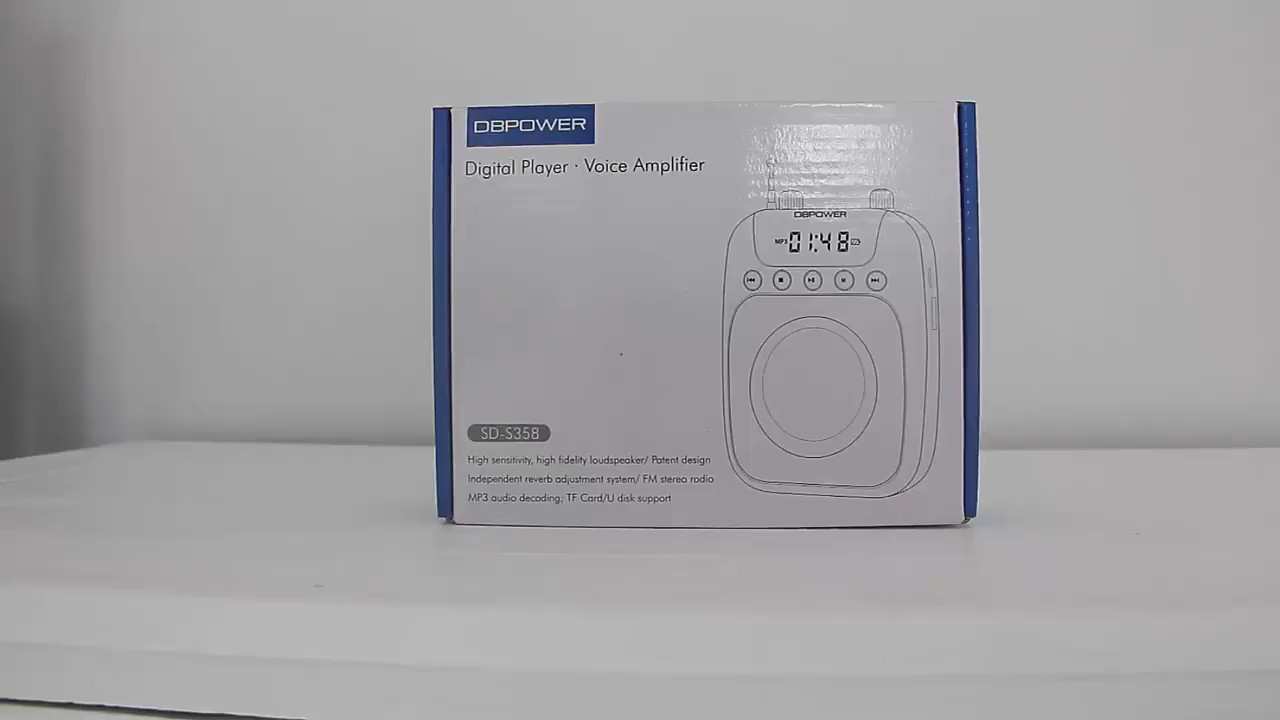 DBPOWER
Digital Player · Voice Amplifier
DBPOWER
MP3 01:48
SD-S358
High sensitivity, high fidelity loudspeaker/ Patent design
Independent reverb adjustment system/ FM stereo radio
MP3 audio decoding; TF Card/U disk support